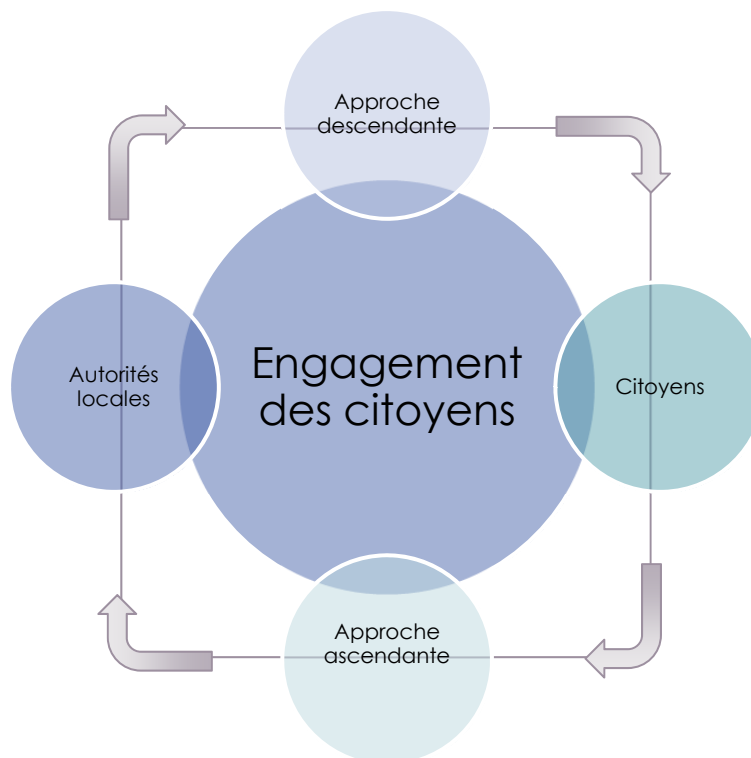 Approche
descendante
Autorités
locales
Engagement
des citoyens
Citoyens
Approche
ascendante